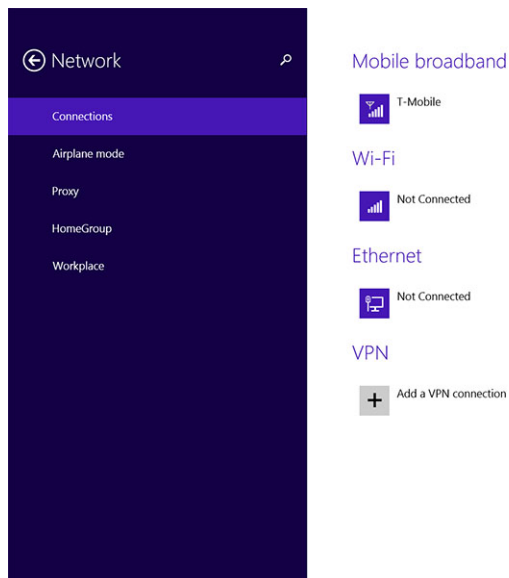 Network
Connections
Airplane mode
Proxy
HomeGroup
Workplace
Mobile broadband
T-Mobile
Wi-Fi
Not Connected
Ethernet
Not Connected
VPN
Add a VPN connection